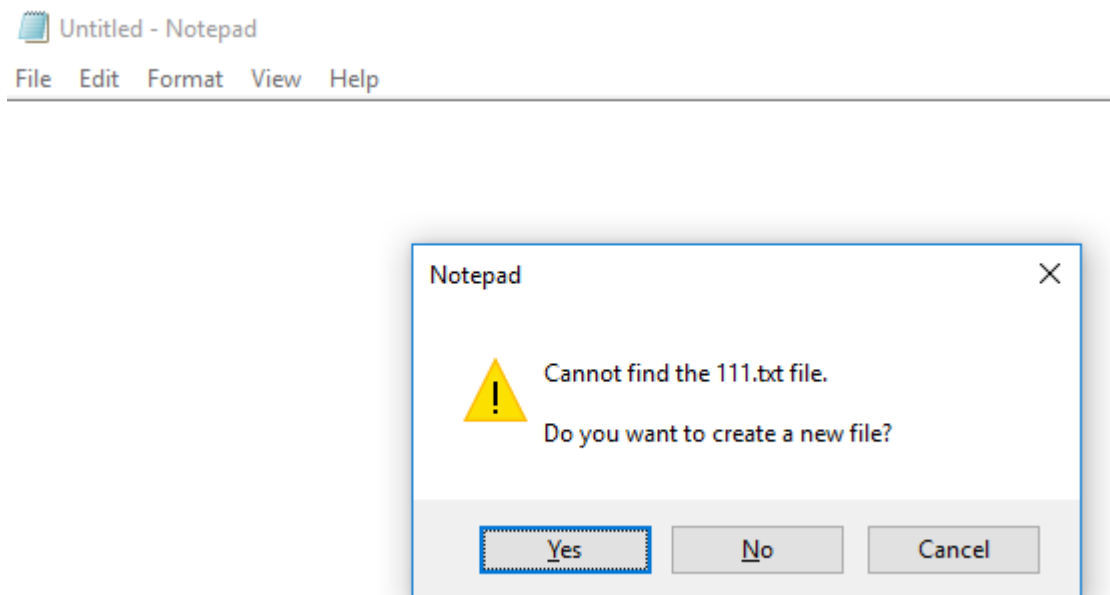 Untitled - Notepad
File Edit Format View Help
Notepad
Cannot find the 111.txt file.
Do you want to create a new file?
Yes No Cancel